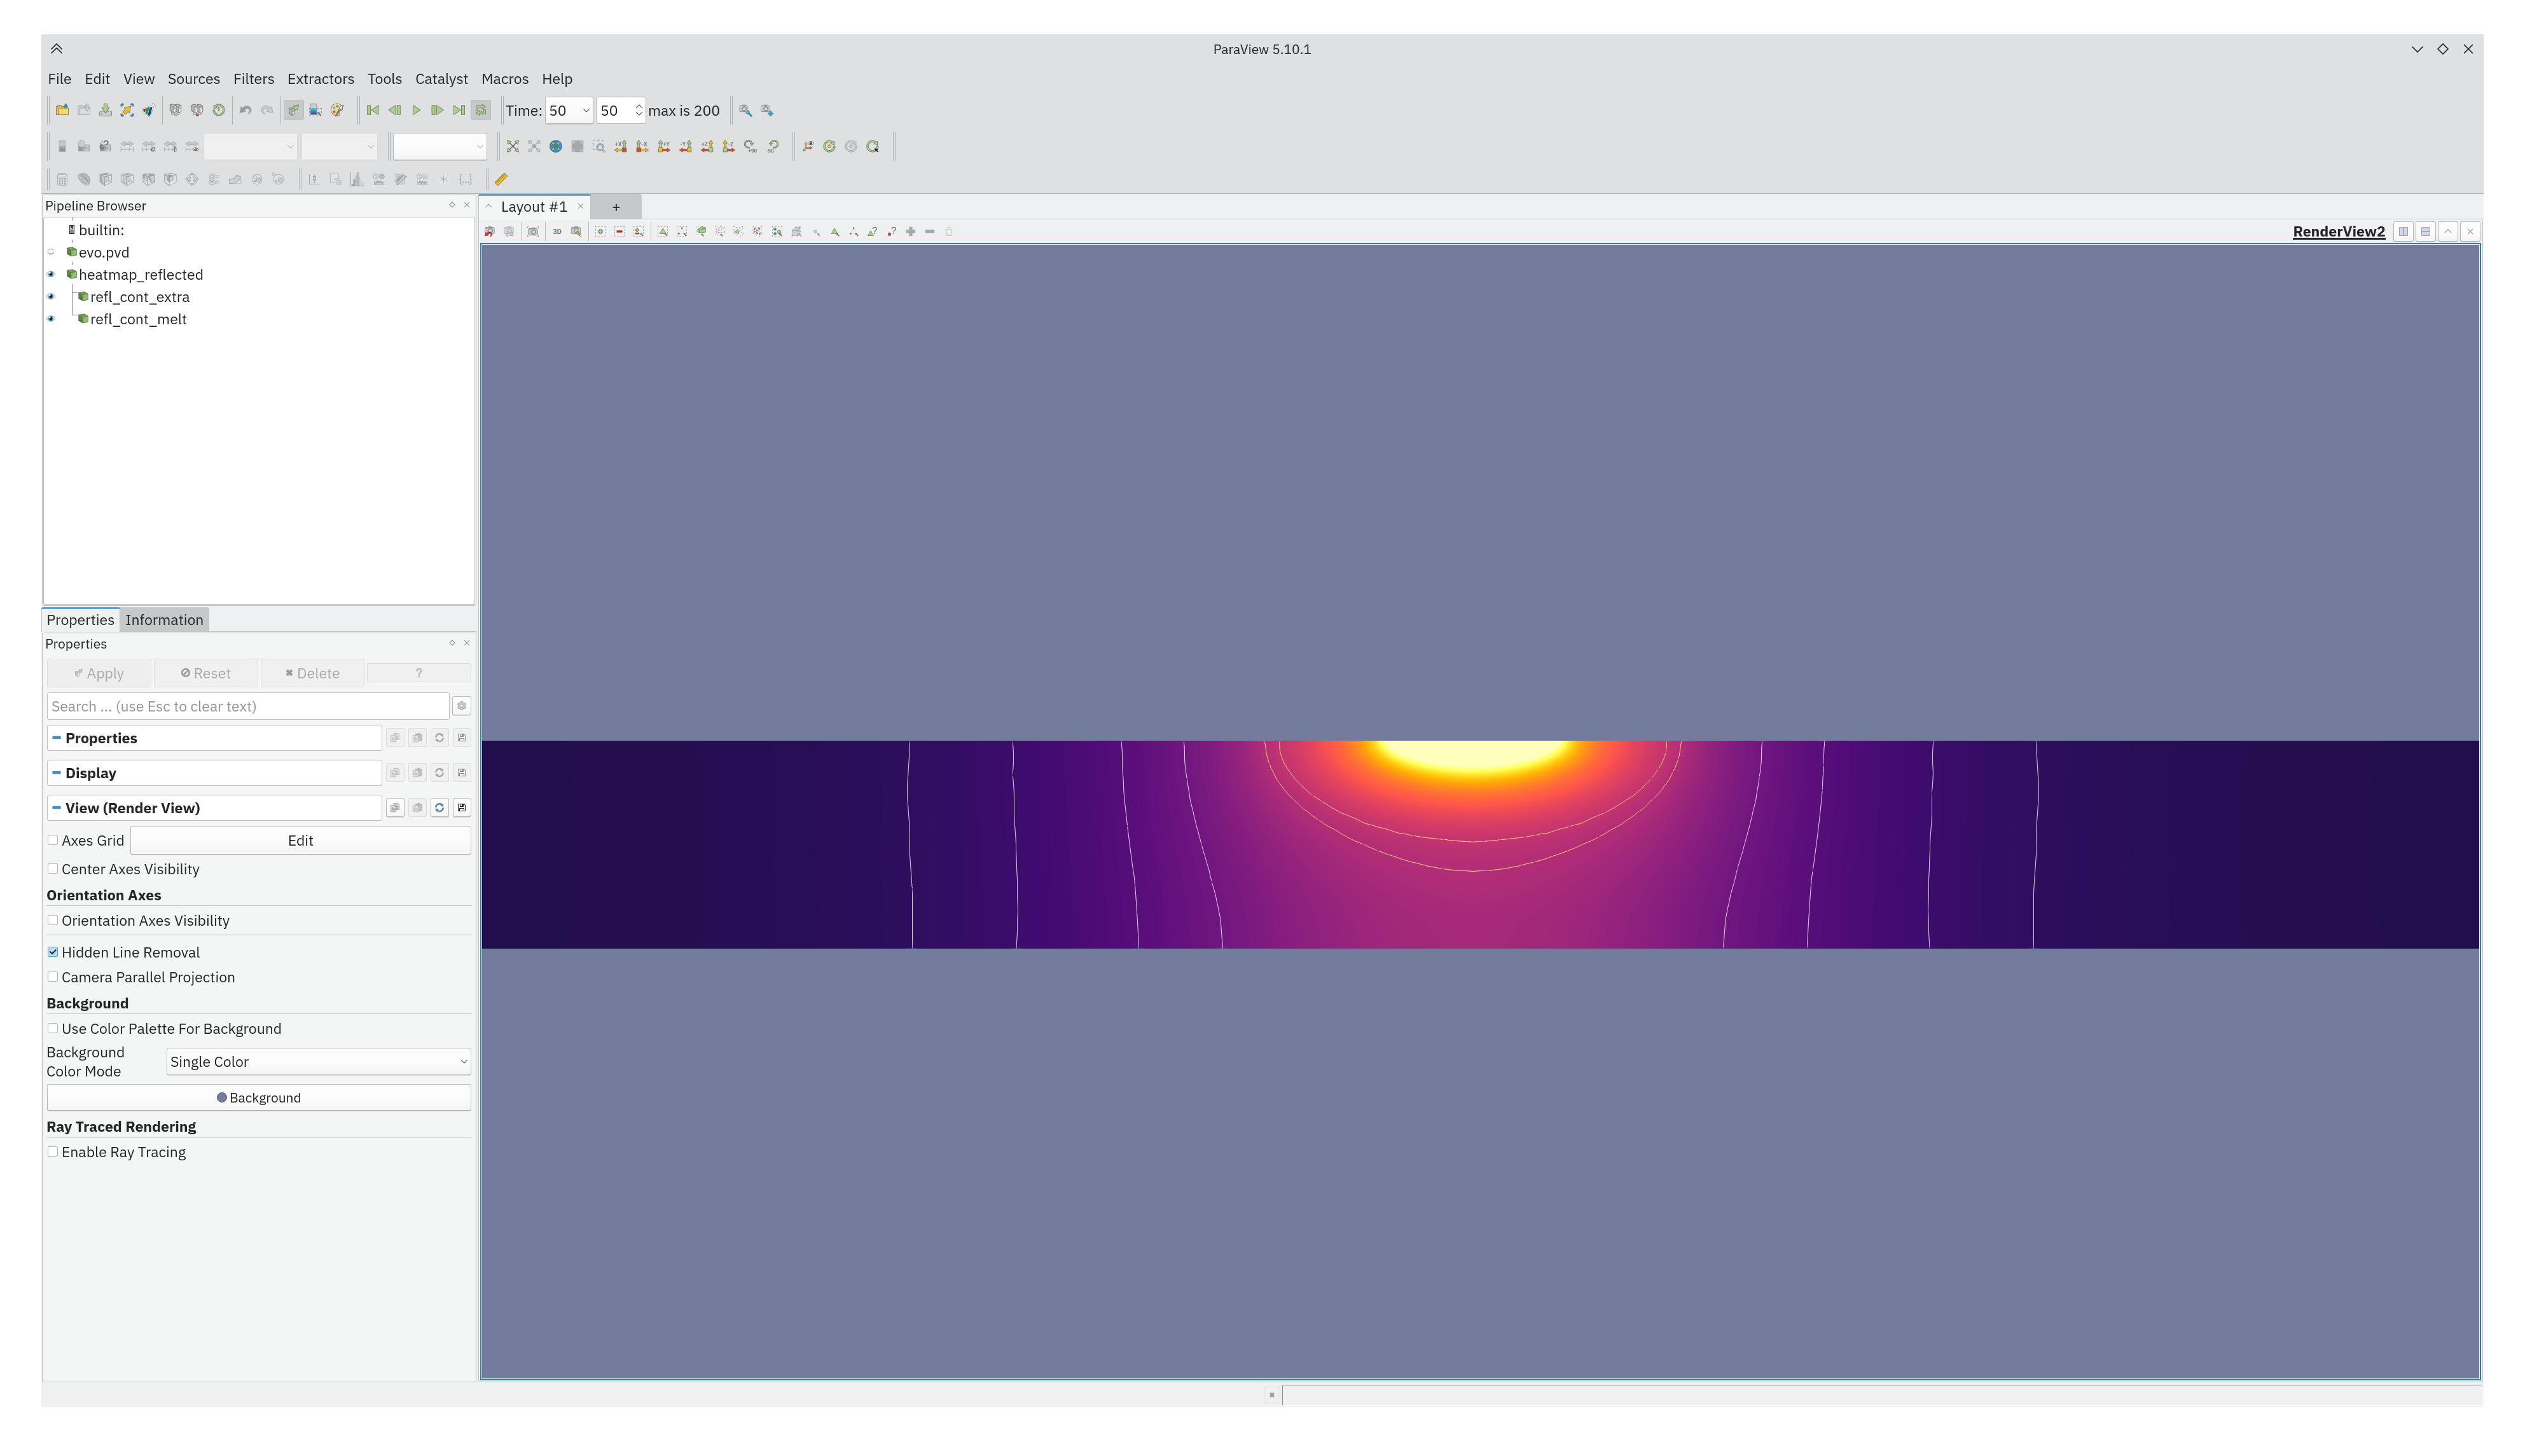 ParaView 5.10.1
File Edit View Sources Filters Extractors Tools Catalyst Macros Help
Time: 50 50 max is 200
Pipeline Browser
builtin:
evo.pvd
heatmap_reflected
refl_cont_extra
refl_cont_melt
Properties Information
Properties
Apply Reset Delete ?
Search ... (use Esc to clear text)
Properties
Display
View (Render View)
Axes Grid Edit
Center Axes Visibility
Orientation Axes
Orientation Axes Visibility
Hidden Line Removal
Camera Parallel Projection
Background
Use Color Palette For Background
Background
Color Mode
Single Color
Background
Ray Traced Rendering
Enable Ray Tracing
Layout #1 +
3D
RenderView2